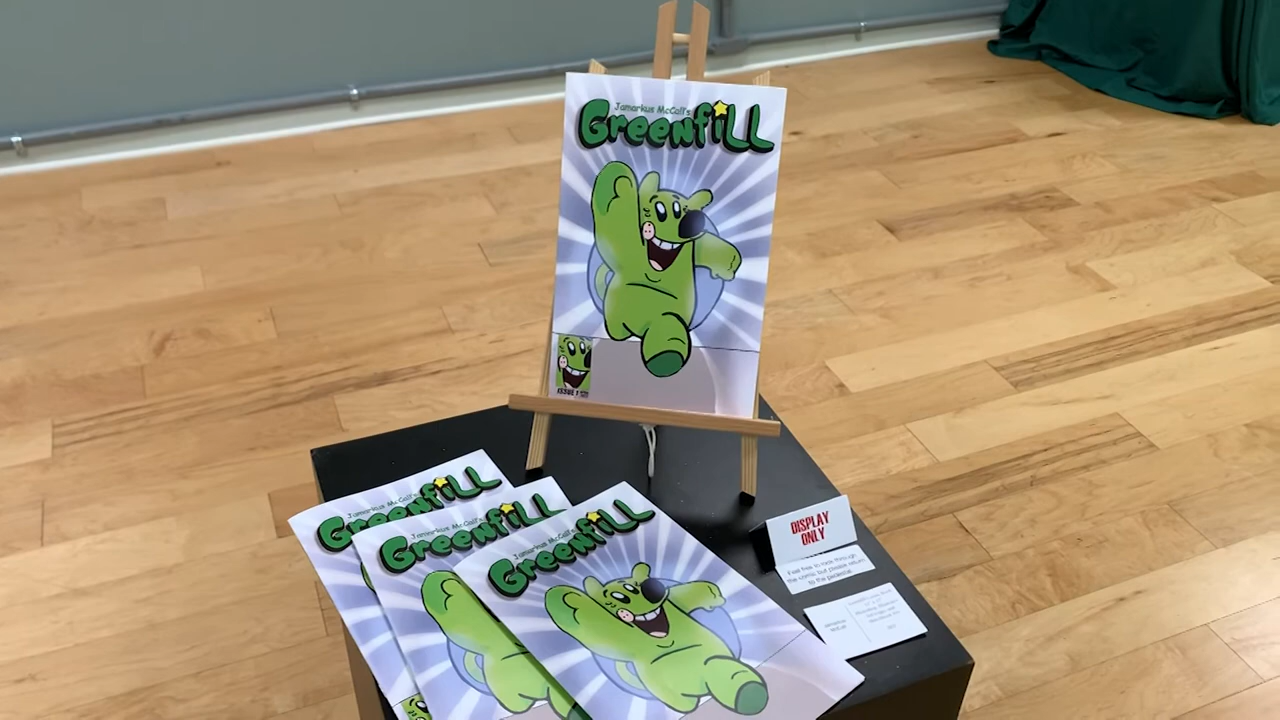 Jamarkus McCall's
Greenfill
ISSUE 1
Jamarkus McCall's
Greenfill
Jamarkus McCall's
Greenfill
Jamarkus McCall's
Greenfill
DISPLAY
ONLY
Feel free to look through
the comic but please return
to the pedestal.